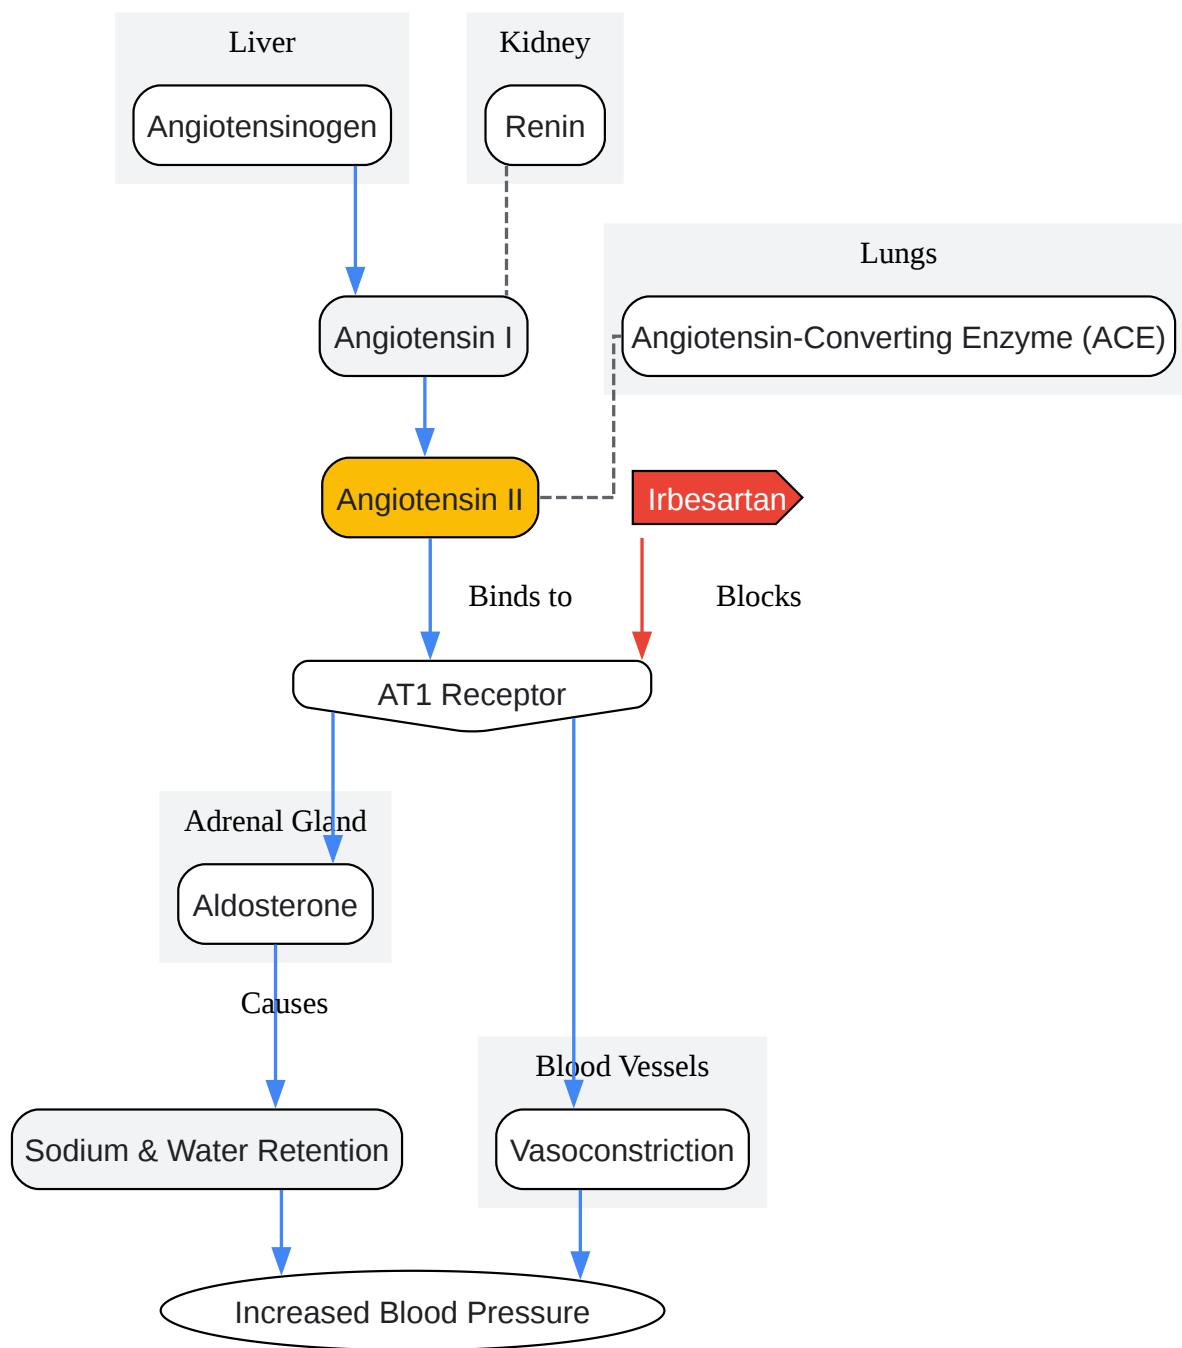 Liver
Kidney
Angiotensinogen
Renin
Lungs
Angiotensin I
Angiotensin-Converting Enzyme (ACE)
Angiotensin II
Irbesartan
Binds to
Blocks
AT1 Receptor
Adrenal Gland
Aldosterone
Causes
Blood Vessels
Sodium & Water Retention
Vasoconstriction
Increased Blood Pressure